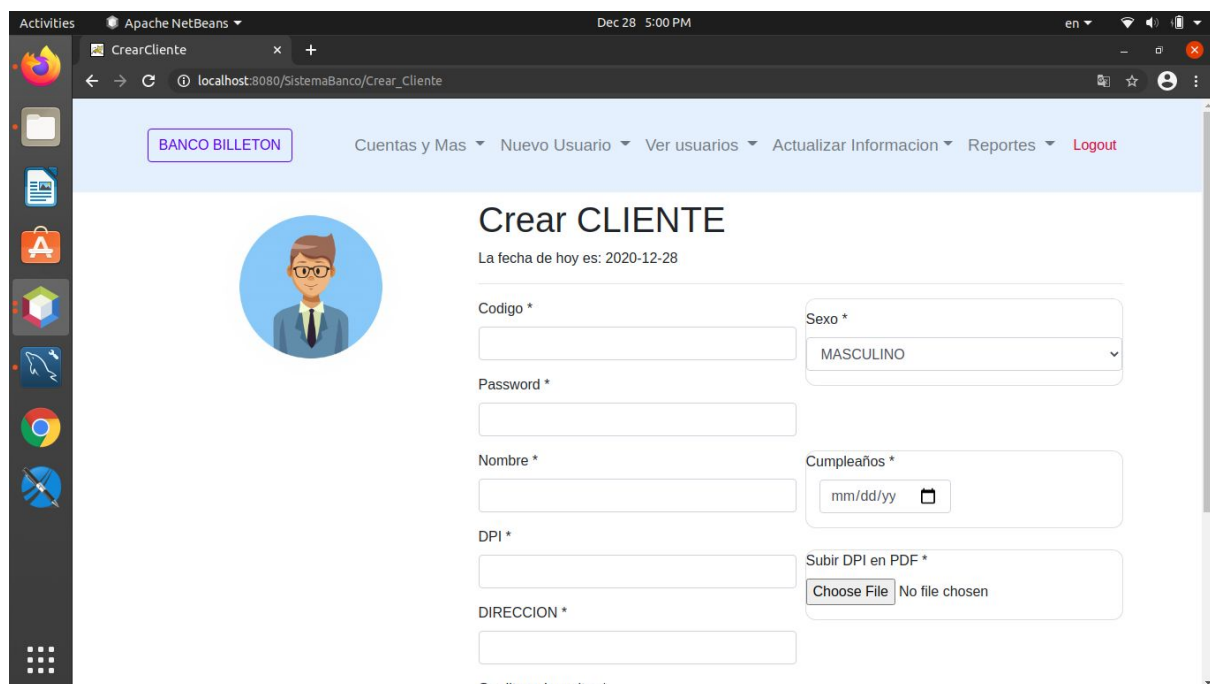 Activities Apache NetBeans Dec 28 5:00 PM en
CrearCliente × +
localhost:8080/SistemaBanco/Crear_Cliente
BANCO BILLETON Cuentas y Mas Nuevo Usuario Ver usuarios Actualizar Informacion Reportes Logout
Crear CLIENTE
La fecha de hoy es: 2020-12-28
Codigo *
Sexo *
MASCULINO
Password *
Nombre *
Cumpleaños *
mm/dd/yy
DPI *
Subir DPI en PDF *
Choose File No file chosen
DIRECCION *